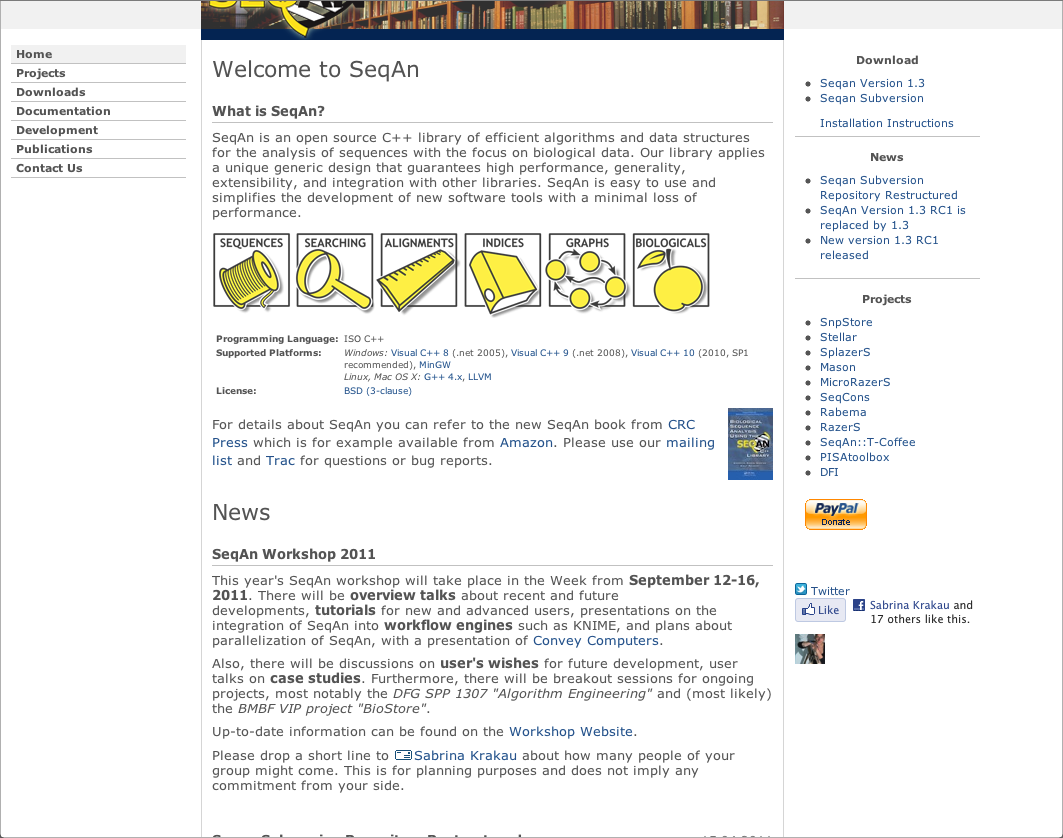 SEQAN
Home
Projects
Downloads
Documentation
Development
Publications
Contact Us
Welcome to SeqAn
What is SeqAn?
SeqAn is an open source C++ library of efficient algorithms and data structures
for the analysis of sequences with the focus on biological data. Our library applies
a unique generic design that guarantees high performance, generality,
extensibility, and integration with other libraries. SeqAn is easy to use and
simplifies the development of new software tools with a minimal loss of
performance.
SEQUENCES SEARCHING ALIGNMENTS INDICES GRAPHS BIOLOGICALS
Programming Language: ISO C++
Supported Platforms: Windows: Visual C++ 8 (.net 2005), Visual C++ 9 (.net 2008), Visual C++ 10 (2010, SP1
recommended), MinGW
Linux, Mac OS X: G++ 4.x, LLVM
License: BSD (3-clause)
For details about SeqAn you can refer to the new SeqAn book from CRC
Press which is for example available from Amazon. Please use our mailing
list and Trac for questions or bug reports.
BIOLOGICAL
SEQUENCE
ANALYSIS
USING THE
SEQAN
C++
LIBRARY
News
SeqAn Workshop 2011
This year's SeqAn workshop will take place in the Week from September 12-16,
2011. There will be overview talks about recent and future
developments, tutorials for new and advanced users, presentations on the
integration of SeqAn into workflow engines such as KNIME, and plans about
parallelization of SeqAn, with a presentation of Convey Computers.
Also, there will be discussions on user's wishes for future development, user
talks on case studies. Furthermore, there will be breakout sessions for ongoing
projects, most notably the DFG SPP 1307 "Algorithm Engineering" and (most likely)
the BMBF VIP project "BioStore".
Up-to-date information can be found on the Workshop Website.
Please drop a short line to Sabrina Krakau about how many people of your
group might come. This is for planning purposes and does not imply any
commitment from your side.
Download
Seqan Version 1.3
Seqan Subversion
Installation Instructions
News
Seqan Subversion
Repository Restructured
SeqAn Version 1.3 RC1 is
replaced by 1.3
New version 1.3 RC1
released
Projects
SnpStore
Stellar
SplazerS
Mason
MicroRazerS
SeqCons
Rabema
RazerS
SeqAn::T-Coffee
PISAtoolbox
DFI
PayPal
Donate
Twitter
Like
Sabrina Krakau and
17 others like this.